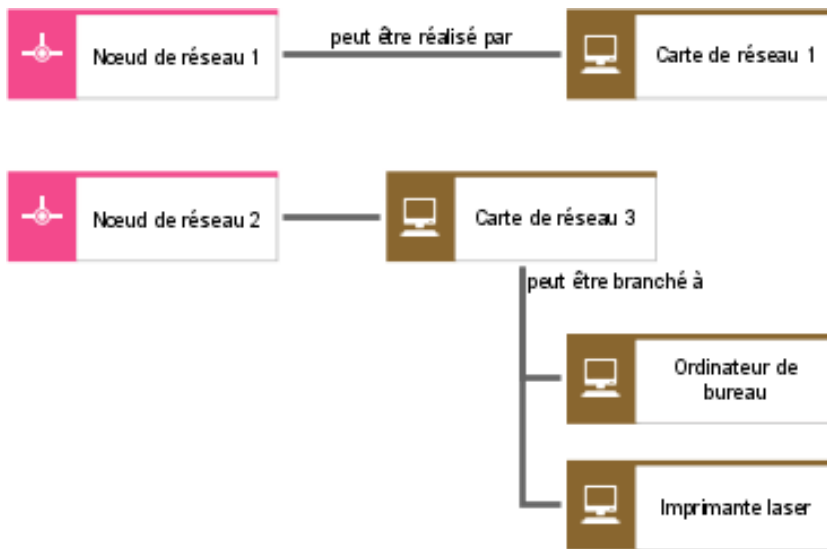 Nœud de réseau 1
peut être réalisé par
Carte de réseau 1
Nœud de réseau 2
Carte de réseau 3
peut être branché à
Ordinateur de
bureau
Imprimante laser